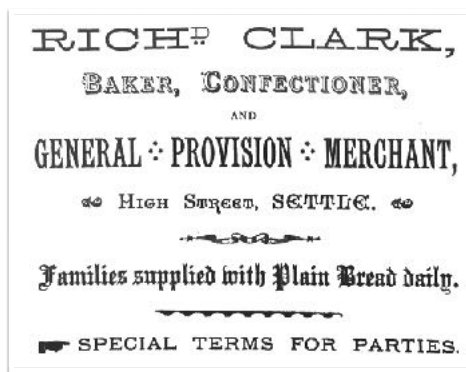 RICHD CLARK,
BAKER, CONFECTIONER,
AND
GENERAL PROVISION MERCHANT,
HIGH STREET, SETTLE.
Families supplied with Plain Bread daily.
SPECIAL TERMS FOR PARTIES.